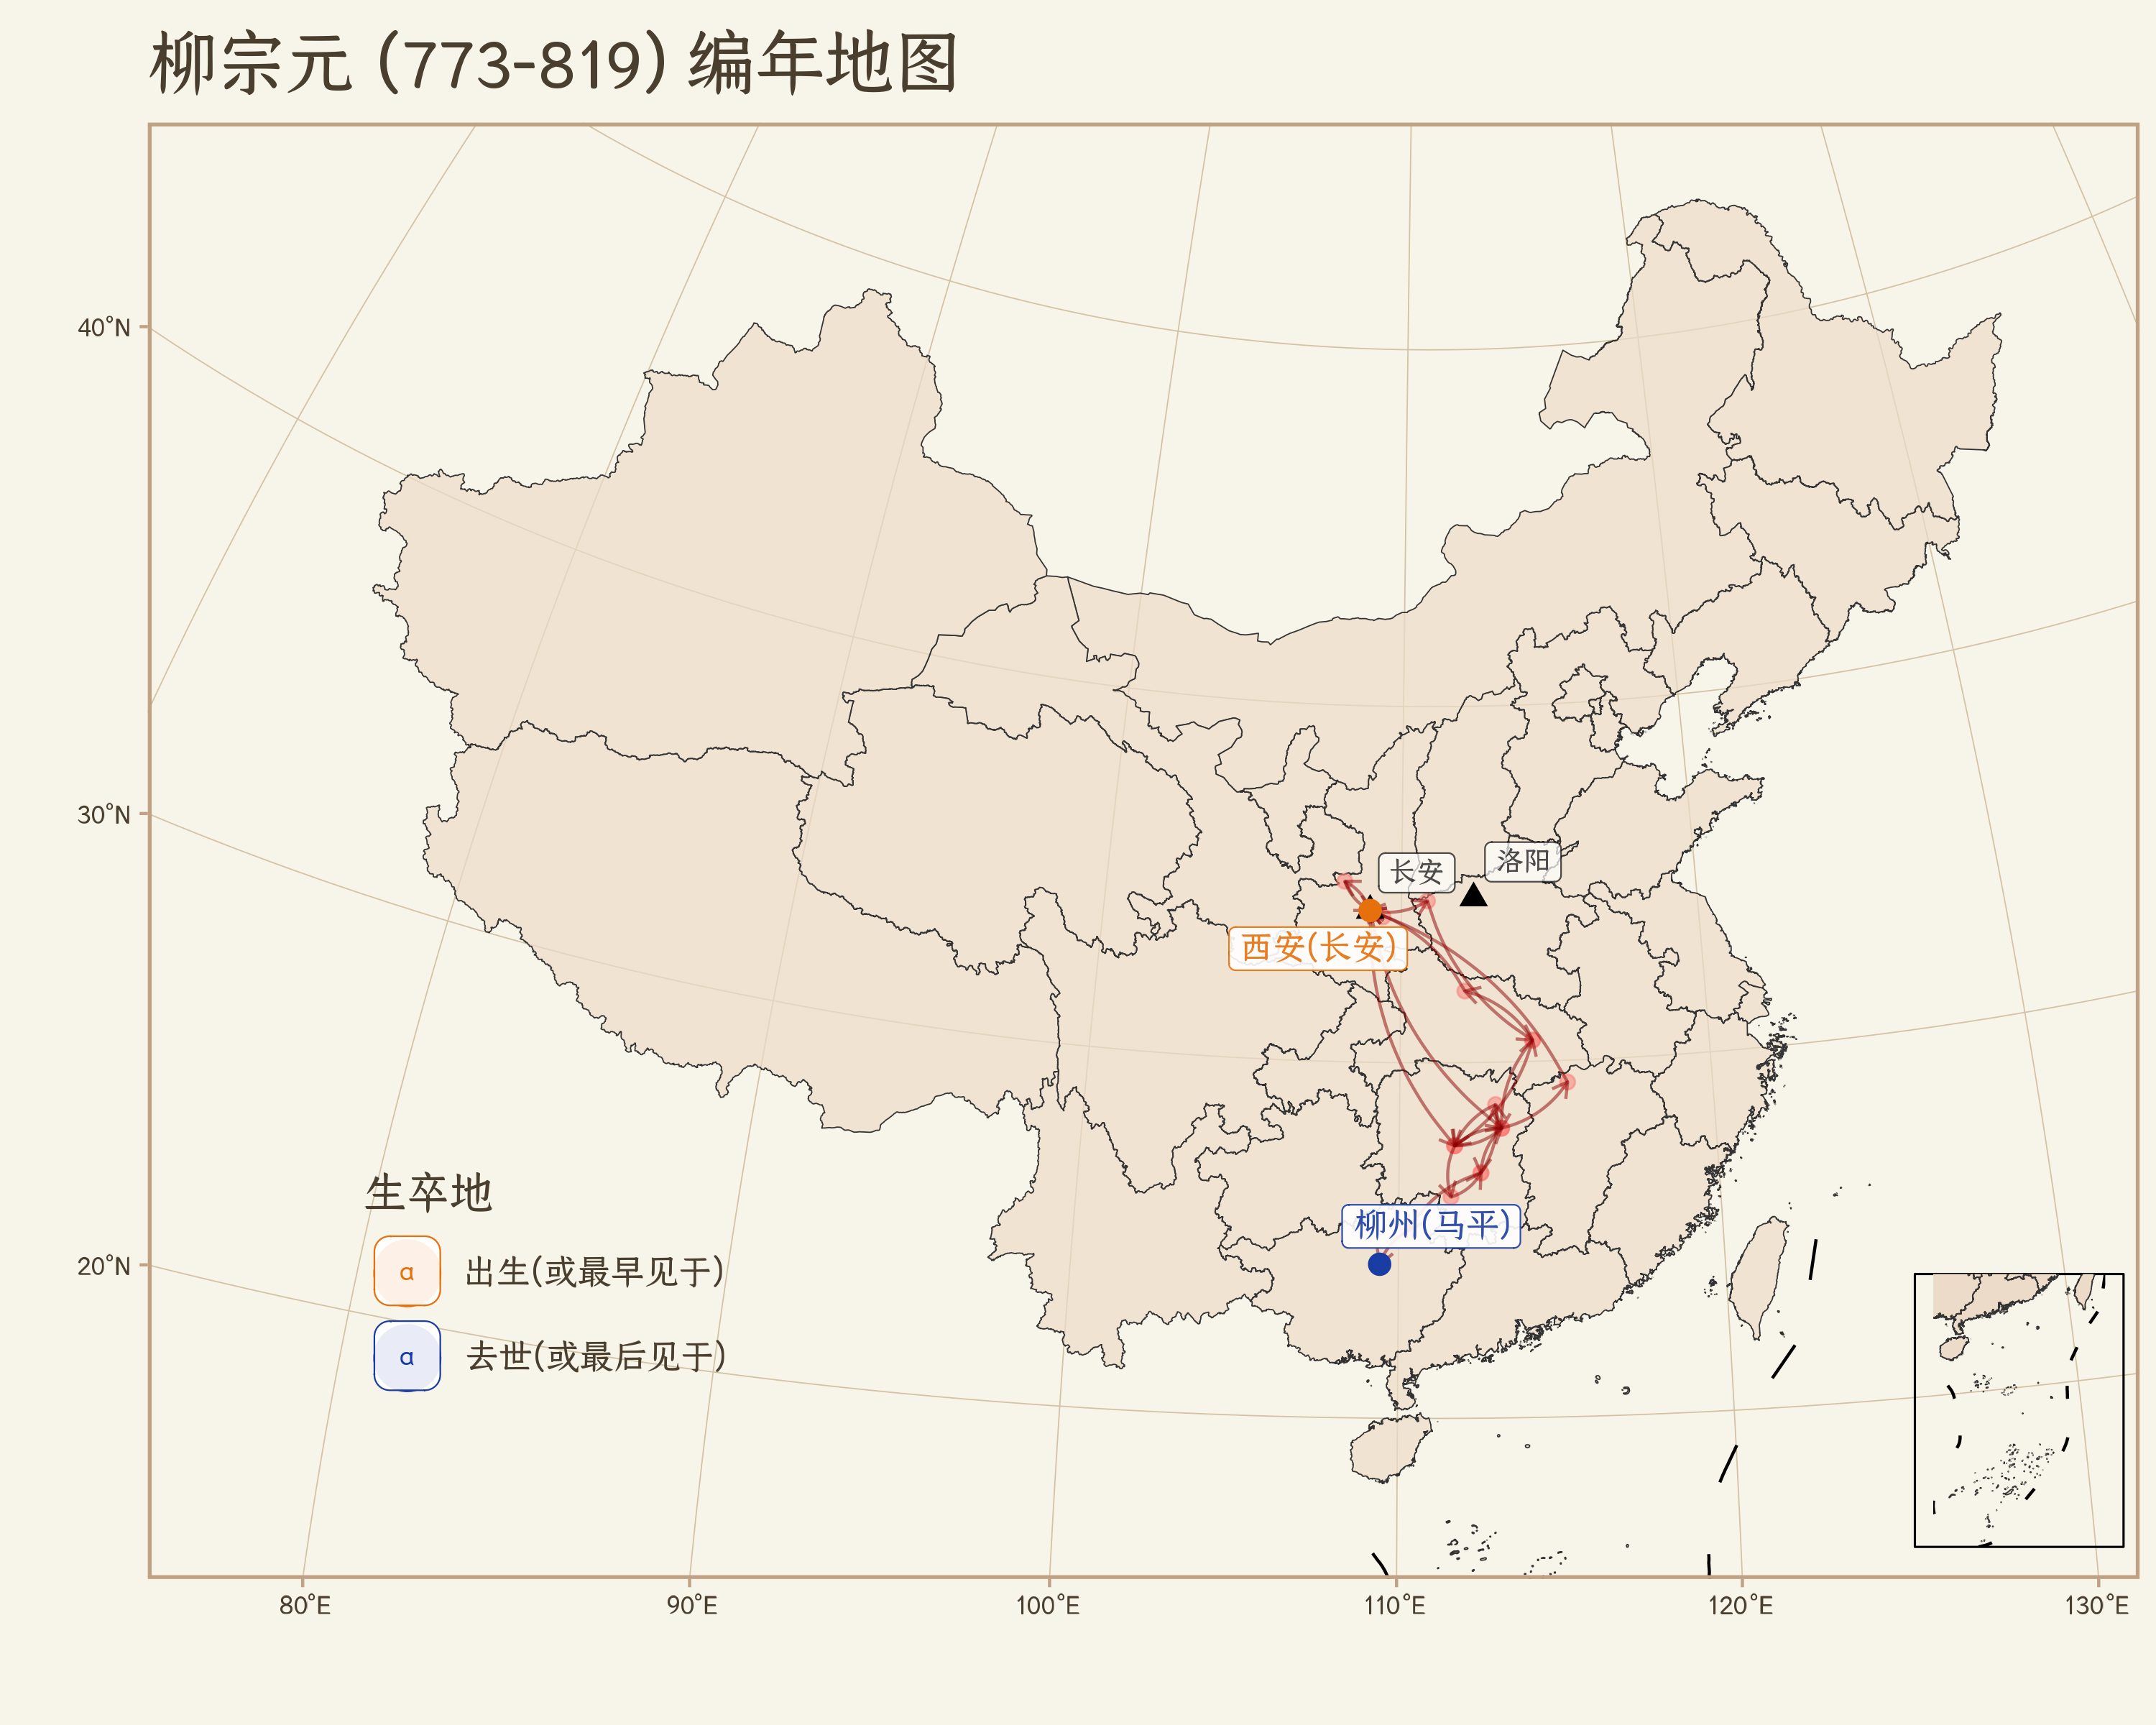 柳宗元 (773-819) 编年地图
40°N
30°N
20°N
长安
洛阳
西安(长安)
柳州(马平)
生卒地
a 出生(或最早见于)
a 去世(或最后见于)
80°E
90°E
100°E
110°E
120°E
130°E